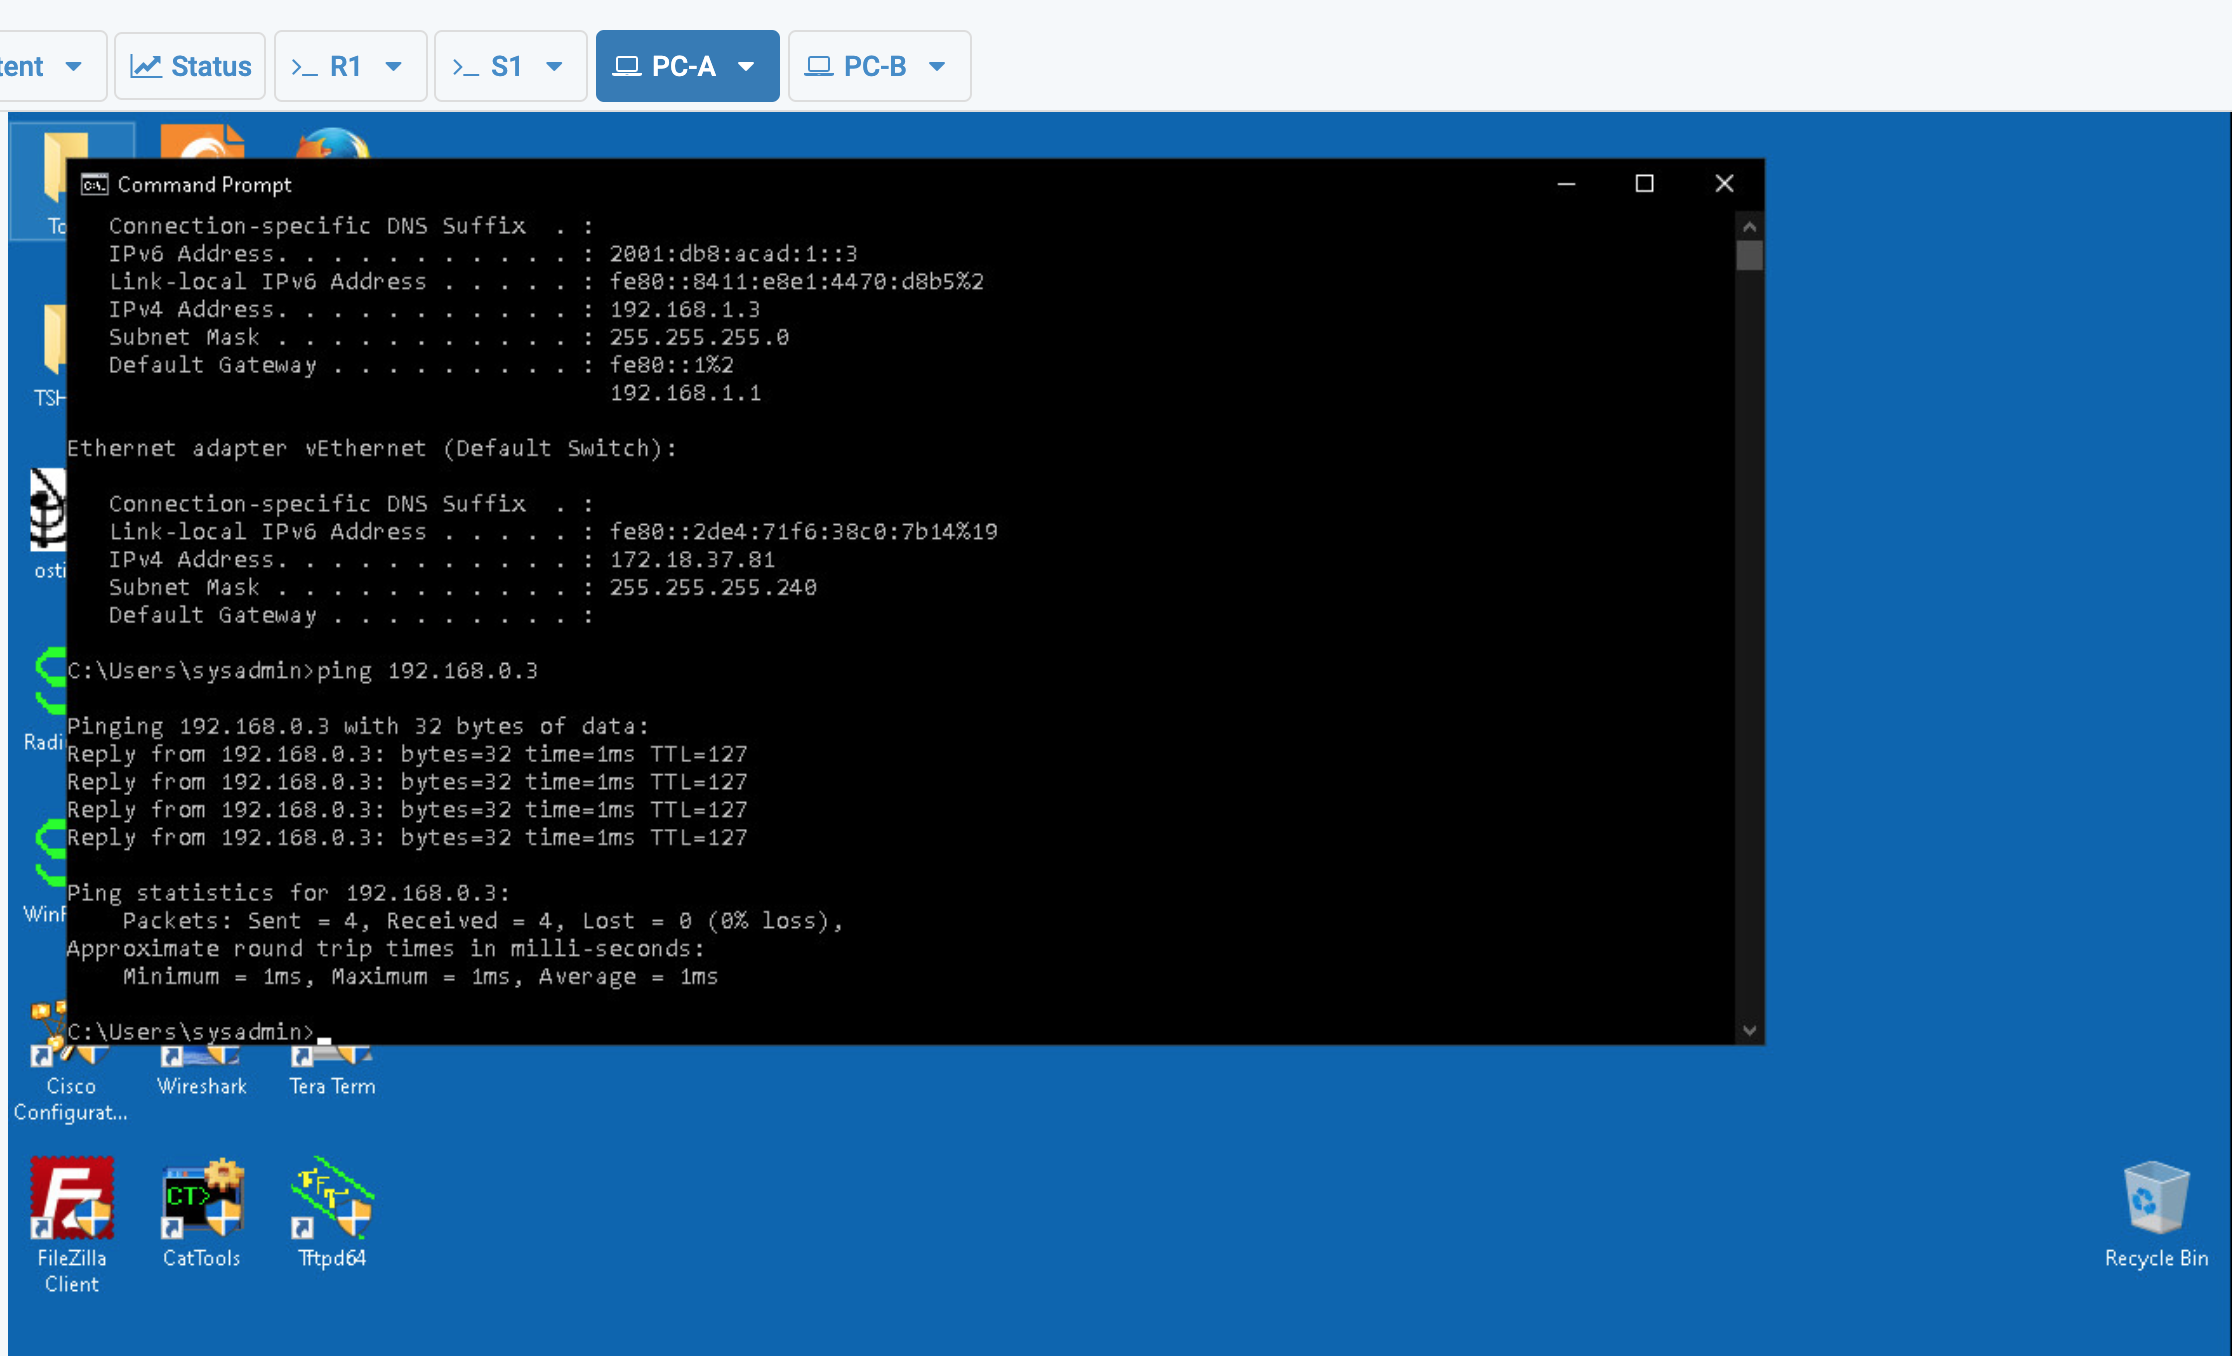 tent
Status
>_ R1
>_ S1
PC-A
PC-B
Command Prompt
Connection-specific DNS Suffix  . :
IPv6 Address. . . . . . . . . . . : 2001:db8:acad:1::3
Link-local IPv6 Address . . . . . : fe80::8411:e8e1:4470:d8b5%2
IPv4 Address. . . . . . . . . . . : 192.168.1.3
Subnet Mask . . . . . . . . . . . : 255.255.255.0
Default Gateway . . . . . . . . . : fe80::1%2
192.168.1.1
Ethernet adapter vEthernet (Default Switch):
Connection-specific DNS Suffix  . :
Link-local IPv6 Address . . . . . : fe80::2de4:71f6:38c0:7b14%19
IPv4 Address. . . . . . . . . . . : 172.18.37.81
Subnet Mask . . . . . . . . . . . : 255.255.255.240
Default Gateway . . . . . . . . . :
C:\Users\sysadmin>ping 192.168.0.3
Pinging 192.168.0.3 with 32 bytes of data:
Reply from 192.168.0.3: bytes=32 time=1ms TTL=127
Reply from 192.168.0.3: bytes=32 time=1ms TTL=127
Reply from 192.168.0.3: bytes=32 time=1ms TTL=127
Reply from 192.168.0.3: bytes=32 time=1ms TTL=127
Ping statistics for 192.168.0.3:
Packets: Sent = 4, Received = 4, Lost = 0 (0% loss),
Approximate round trip times in milli-seconds:
Minimum = 1ms, Maximum = 1ms, Average = 1ms
C:\Users\sysadmin>
To
TSH
osti
Radi
WinF
Cisco
Configurat...
Wireshark
Tera Term
CT>
FileZilla
Client
CatTools
Tftpd64
Recycle Bin